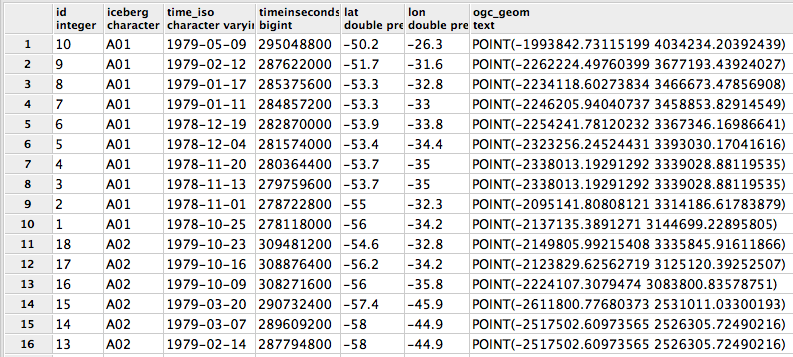 id iceberg time_iso timeinseconds lat lon ogc_geom
integer character character varyin bigint double pre double pre text
1 10 A01 1979-05-09 295048800 -50.2 -26.3 POINT(-1993842.73115199 4034234.20392439)
2 9 A01 1979-02-12 287622000 -51.7 -31.6 POINT(-2262224.49760399 3677193.43924027)
3 8 A01 1979-01-17 285375600 -53.3 -32.8 POINT(-2234118.60273834 3466673.47856908)
4 7 A01 1979-01-11 284857200 -53.3 -33 POINT(-2246205.94040737 3458853.82914549)
5 6 A01 1978-12-19 282870000 -53.9 -33.8 POINT(-2254241.78120232 3367346.16986641)
6 5 A01 1978-12-04 281574000 -53.4 -34.4 POINT(-2323256.24524431 3393030.17041616)
7 4 A01 1978-11-20 280364400 -53.7 -35 POINT(-2338013.19291292 3339028.88119535)
8 3 A01 1978-11-13 279759600 -53.7 -35 POINT(-2338013.19291292 3339028.88119535)
9 2 A01 1978-11-01 278722800 -55 -32.3 POINT(-2095141.80808121 3314186.61783879)
10 1 A01 1978-10-25 278118000 -56 -34.2 POINT(-2137135.3891271 3144699.22895805)
11 18 A02 1979-10-23 309481200 -54.6 -32.8 POINT(-2149805.99215408 3335845.91611866)
12 17 A02 1979-10-16 308876400 -56.2 -34.2 POINT(-2123829.62562719 3125120.39252507)
13 16 A02 1979-10-09 308271600 -56 -35.8 POINT(-2224107.3079474 3083800.83578751)
14 15 A02 1979-03-20 290732400 -57.4 -45.9 POINT(-2611800.77680373 2531011.03300193)
15 14 A02 1979-03-07 289609200 -58 -44.9 POINT(-2517502.60973565 2526305.72490216)
16 13 A02 1979-02-14 287794800 -58 -44.9 POINT(-2517502.60973565 2526305.72490216)